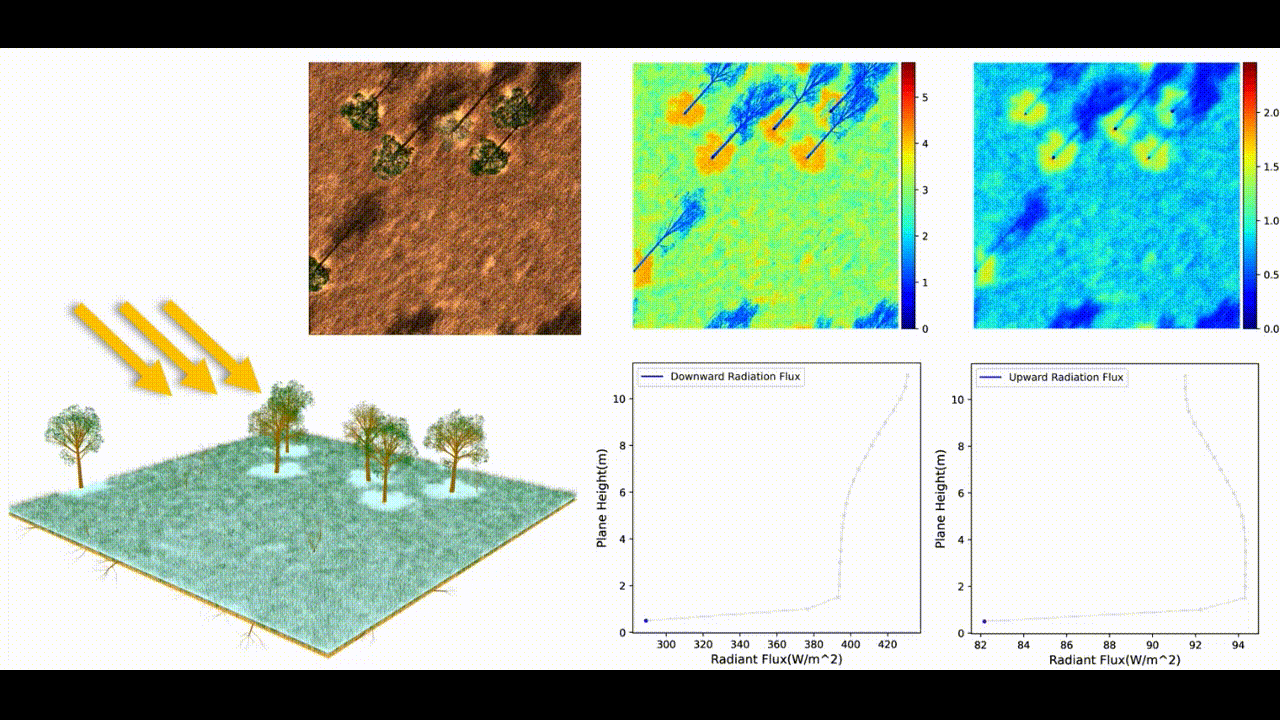 5
4
3
2
1
0
2.0
1.5
1.0
0.5
0.0
Downward Radiation Flux
10
8
6
4
2
0
Plane Height(m)
300 320 340 360 380 400 420
Radiant Flux(W/m^2)
Upward Radiation Flux
10
8
6
4
2
0
Plane Height(m)
82 84 86 88 90 92 94
Radiant Flux(W/m^2)